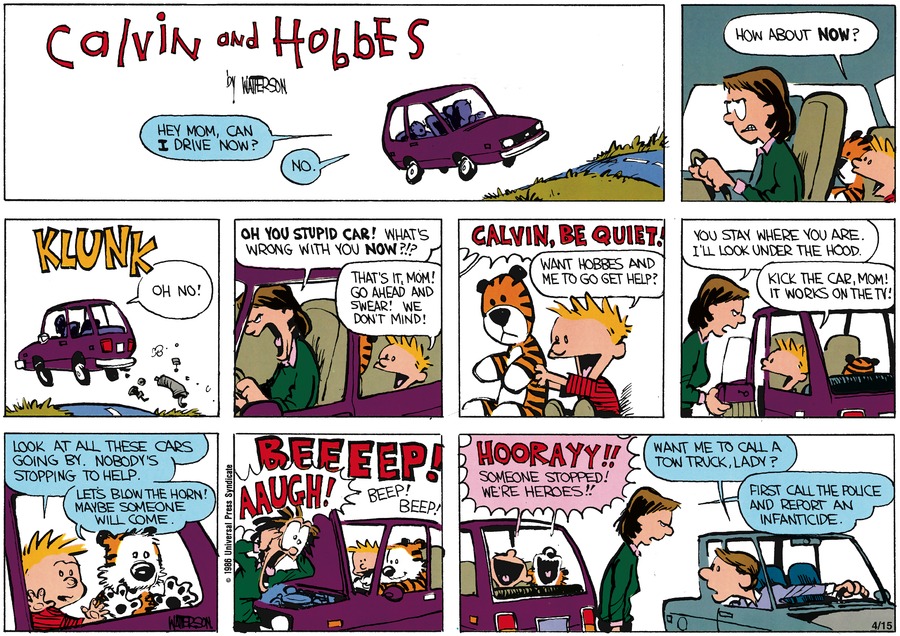 Calvin and Hobbes
by WATTERSON
HEY MOM, CAN
I DRIVE NOW?
NO.
HOW ABOUT NOW?
KLUNK
OH NO!
OH YOU STUPID CAR! WHAT'S
WRONG WITH YOU NOW?!?
THAT'S IT, MOM!
GO AHEAD AND
SWEAR! WE
DON'T MIND!
CALVIN, BE QUIET!
WANT HOBBES AND
ME TO GO GET HELP?
YOU STAY WHERE YOU ARE.
I'LL LOOK UNDER THE HOOD.
KICK THE CAR, MOM!
IT WORKS ON THE TV!
LOOK AT ALL THESE CARS
GOING BY. NOBODY'S
STOPPING TO HELP.
LET'S BLOW THE HORN!
MAYBE SOMEONE
WILL COME.
WATTERSON
© 1986 Universal Press Syndicate
BEEEEP!
AAUGH!
BEEP!
BEEP!
HOORAYY!!
SOMEONE STOPPED!
WE'RE HEROES!!
WANT ME TO CALL A
TOW TRUCK, LADY?
FIRST CALL THE POLICE
AND REPORT AN
INFANTICIDE.
4/15